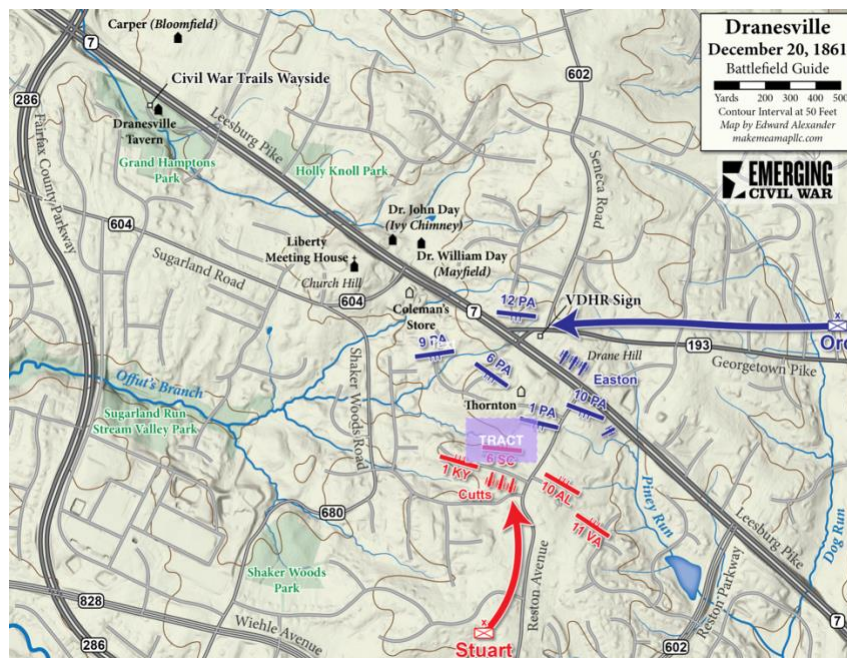 Dranesville
December 20, 1861
Battlefield Guide
Yards 200 300 400 500
Contour Interval at 50 Feet
Map by Edward Alexander
makemeamapllc.com
EMERGING
CIVIL WAR
Carper (Bloomfield)
7
286
Civil War Trails Wayside
Dranesville
Tavern
Grand Hamptons
Park
Leesburg Pike
Holly Knoll Park
602
Seneca Road
Fairfax County Parkway
604
Sugarland Road
Dr. John Day
(Ivy Chimney)
Liberty
Meeting House
Church Hill
Dr. William Day
(Mayfield)
604
Coleman's
Store
7
12 PA
VDHR Sign
Ord
193
Georgetown Pike
9 PA
6 PA
Drane Hill
Easton
Thornton
1 PA
10 PA
Offut's Branch
Sugarland Run
Stream Valley Park
Shaker Woods Road
TRACT
6 SC
1 KY
Cutts
10 AL
11 VA
Piney Run
Leesburg Pike
Dog Run
680
Shaker Woods
Park
Reston Avenue
Reston Parkway
828
Wiehle Avenue
286
Stuart
602
7